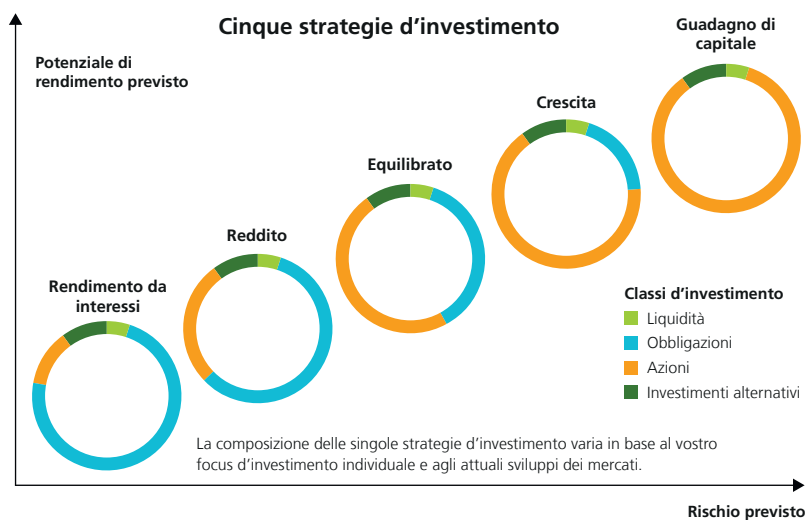 Cinque strategie d’investimento
Potenziale di
rendimento previsto
Guadagno di
capitale
Crescita
Equilibrato
Reddito
Rendimento da
interessi
Classi d’investimento
Liquidità
Obbligazioni
Azioni
Investimenti alternativi
La composizione delle singole strategie d’investimento varia in base al vostro
focus d’investimento individuale e agli attuali sviluppi dei mercati.
Rischio previsto